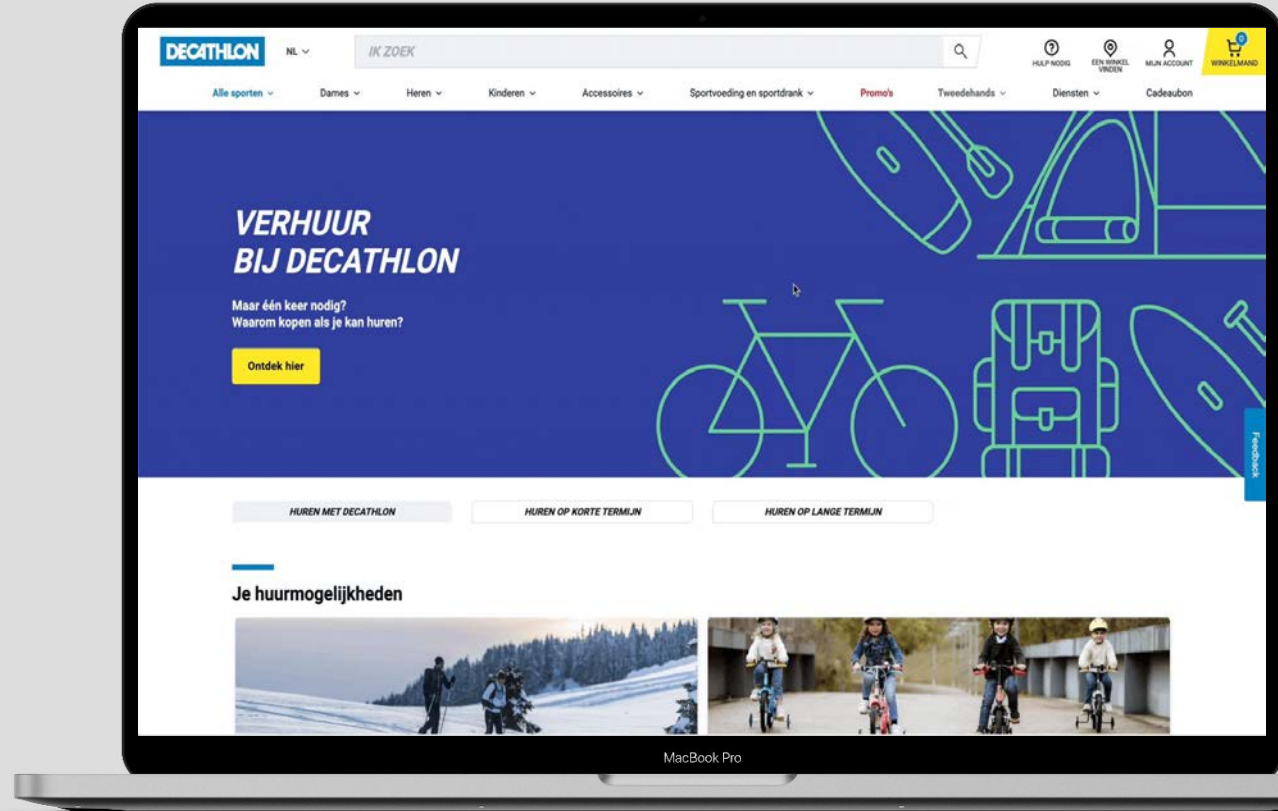 DECATHLON
NL
IK ZOEK
HULP NODIG
EEN WINKEL
VINDEN
MIJN ACCOUNT
0
WINKELMAND
Alle sporten
Dames
Heren
Kinderen
Accessoires
Sportvoeding en sportdrank
Promo's
Tweedehands
Diensten
Cadeaubon
VERHUUR
BIJ DECATHLON
Maar één keer nodig?
Waarom kopen als je kan huren?
Ontdek hier
Feedback
HUREN MET DECATHLON
HUREN OP KORTE TERMIJN
HUREN OP LANGE TERMIJN
Je huurmogelijkheden
MacBook Pro